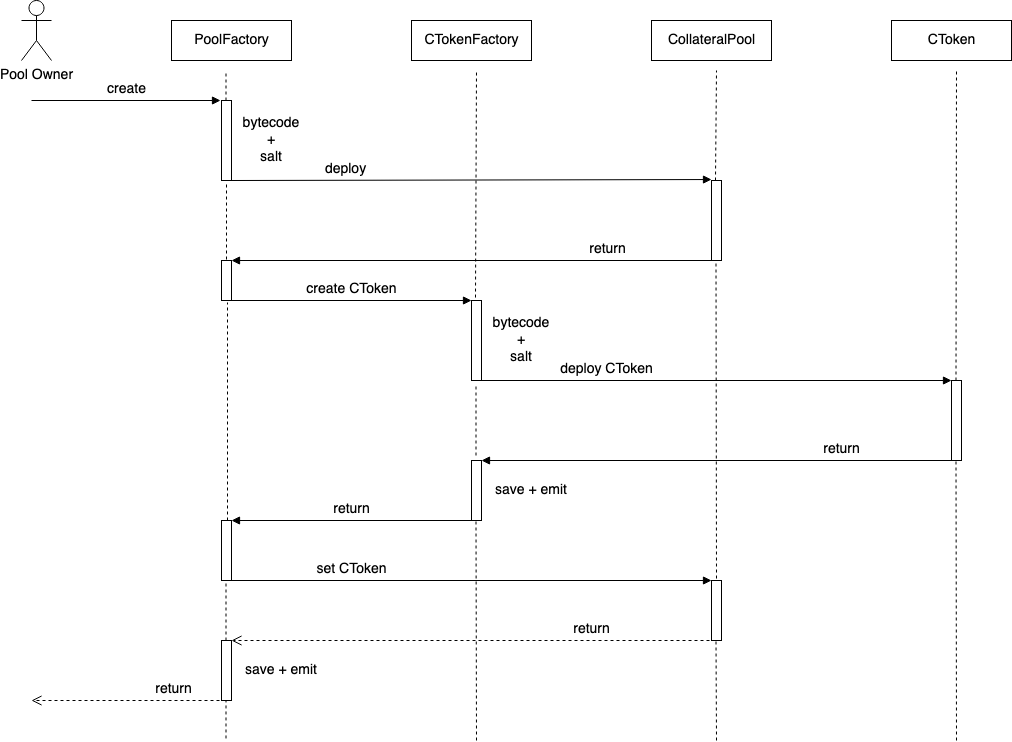 PoolFactory
CTokenFactory
CollateralPool
CToken
Pool Owner
create
bytecode
+
salt
deploy
return
create CToken
bytecode
+
salt
deploy CToken
return
save + emit
return
set CToken
return
save + emit
return